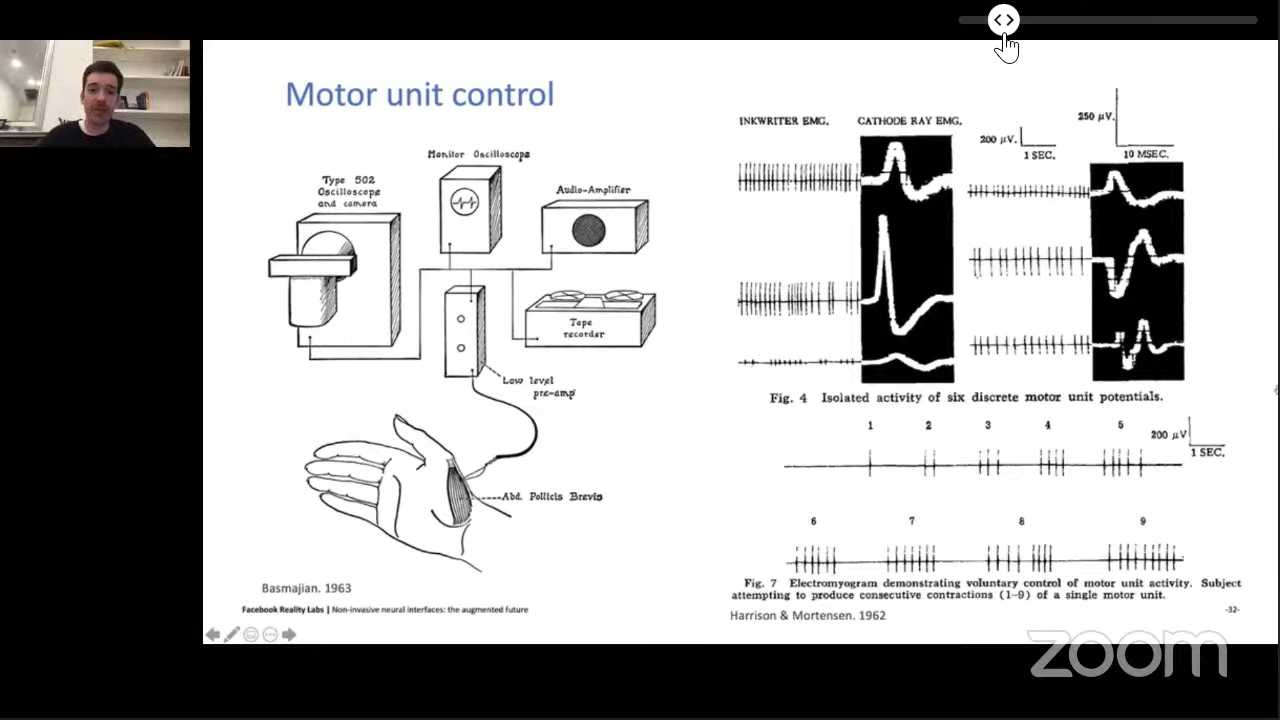 Motor unit control
Monitor Oscilloscope
Type 502
Oscilloscope
and camera
Audio-Amplifier
Tape
recorder
Low level
pre-amp
Abd. Pollicis Brevis
Basmajian. 1963
Facebook Reality Labs | Non-invasive neural interfaces: the augmented future
INKWRITER EMG.
CATHODE RAY EMG.
200 μV.
1 SEC.
250 μV.
10 MSEC.
Fig. 4 Isolated activity of six discrete motor unit potentials.
1 2 3 4 5
200 μV
1 SEC.
6 7 8 9
Fig. 7 Electromyogram demonstrating voluntary control of motor unit activity. Subject
attempting to produce consecutive contractions (1–9) of a single motor unit.
Harrison & Mortensen. 1962
-32-
zoom